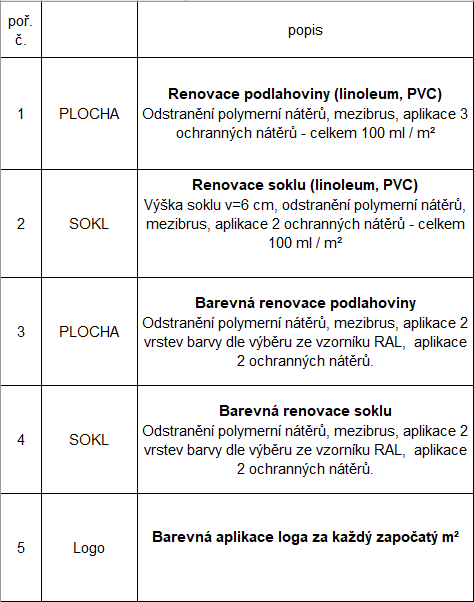 poř. č.
popis
1
PLOCHA
Renovace podlahoviny (linoleum, PVC)
Odstranění polymerní nátěrů, mezibrus, aplikace 3
ochranných nátěrů - celkem 100 ml / m²
2
SOKL
Renovace soklu (linoleum, PVC)
Výška soklu v=6 cm, odstranění polymerní nátěrů,
mezibrus, aplikace 2 ochranných nátěrů - celkem
100 ml / m²
3
PLOCHA
Barevná renovace podlahoviny
Odstranění polymerní nátěrů, mezibrus, aplikace 2
vrstev barvy dle výběru ze vzorníku RAL, aplikace
2 ochranných nátěrů.
4
SOKL
Barevná renovace soklu
Odstranění polymerní nátěrů, mezibrus, aplikace 2
vrstev barvy dle výběru ze vzorníku RAL, aplikace
2 ochranných nátěrů.
5
Logo
Barevná aplikace loga za každý započatý m²